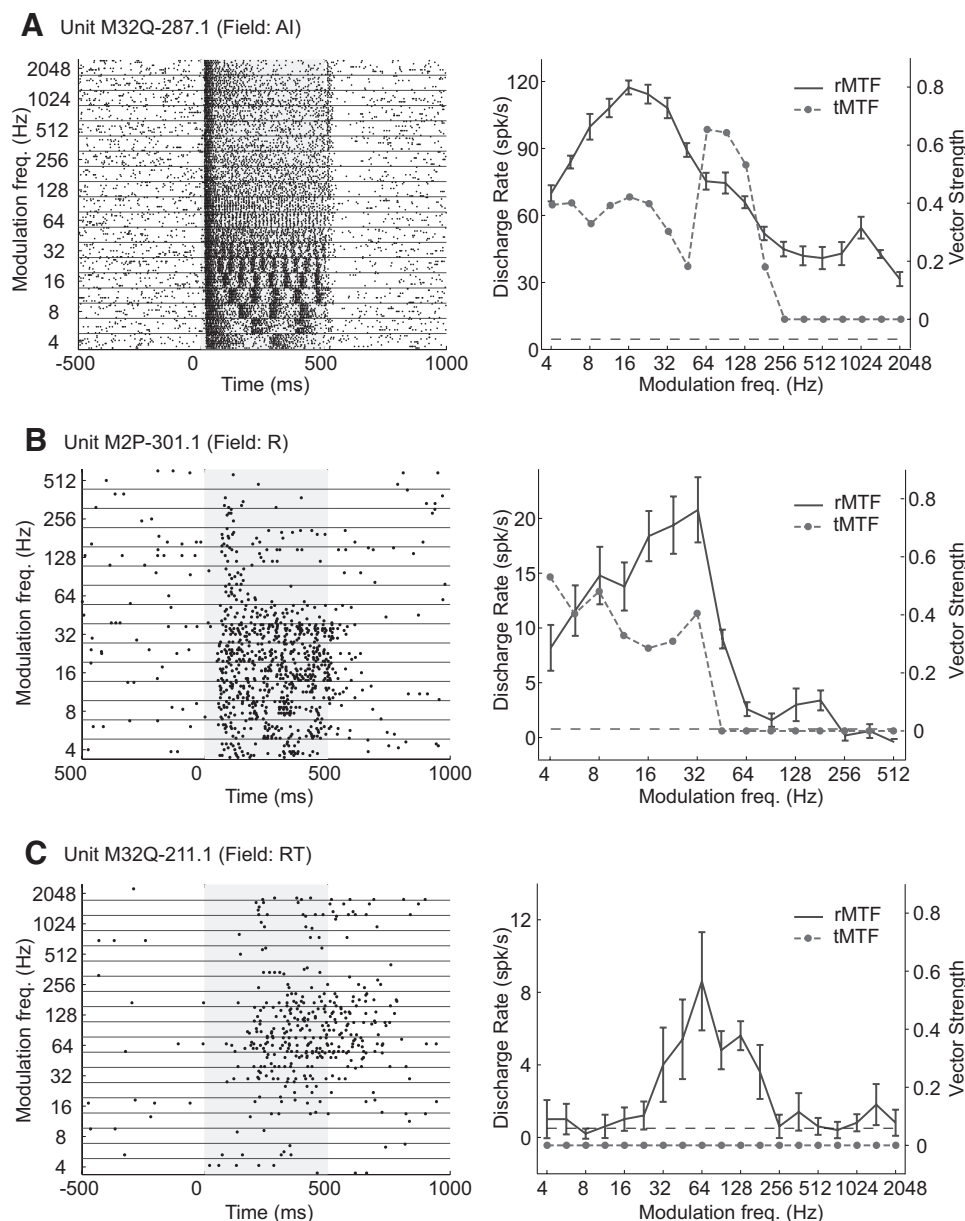 A Unit M32Q-287.1 (Field: AI)
Modulation freq. (Hz)
2048
1024
512
256
128
64
32
16
8
4
-500 0 500 1000
Time (ms)
Discharge Rate (spk/s)
120
90
60
30
0
rMTF
tMTF
0.8
0.6
0.4
0.2
0
Vector Strength
4 8 16 32 64 128 256 512 1024 2048
Modulation freq. (Hz)
B Unit M2P-301.1 (Field: R)
Modulation freq. (Hz)
512
256
128
64
32
16
8
4
500 0 500 1000
Time (ms)
Discharge Rate (spk/s)
20
15
10
5
0
rMTF
tMTF
0.8
0.6
0.4
0.2
0
Vector Strength
4 8 16 32 64 128 256 512
Modulation freq. (Hz)
C Unit M32Q-211.1 (Field: RT)
Modulation freq. (Hz)
2048
1024
512
256
128
64
32
16
8
4
-500 0 500 1000
Time (ms)
Discharge Rate (spk/s)
12
8
4
0
rMTF
tMTF
0.8
0.6
0.4
0.2
0
Vector Strength
4 8 16 32 64 128 256 512 1024 2048
Modulation freq. (Hz)